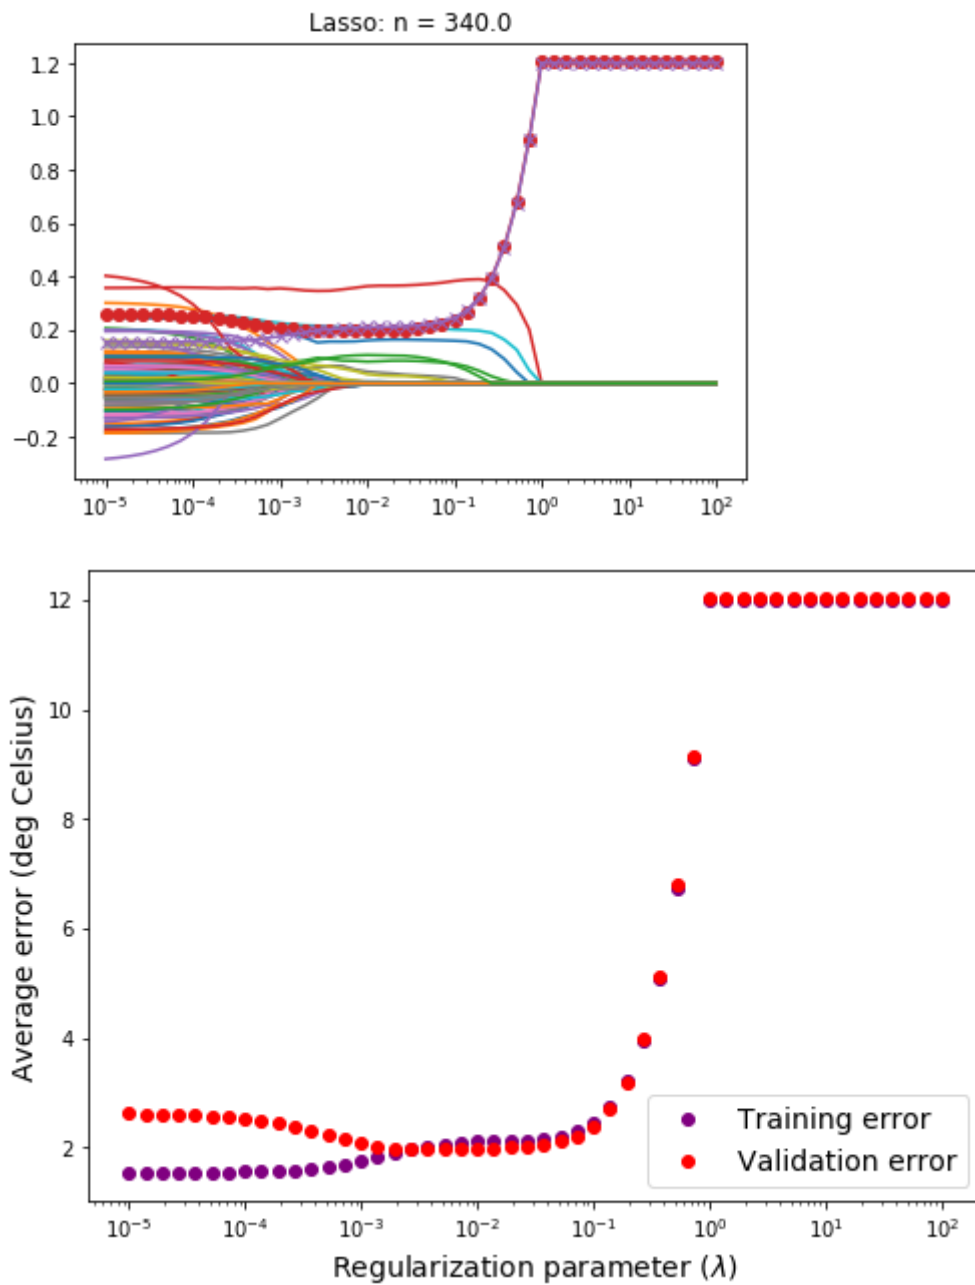 Lasso: n = 340.0
1.2
1.0
0.8
0.6
0.4
0.2
0.0
−0.2
10⁻⁵ 10⁻⁴ 10⁻³ 10⁻² 10⁻¹ 10⁰ 10¹ 10²
12
10
8
6
4
2
Average error (deg Celsius)
Training error
Validation error
10⁻⁵ 10⁻⁴ 10⁻³ 10⁻² 10⁻¹ 10⁰ 10¹ 10²
Regularization parameter (λ)